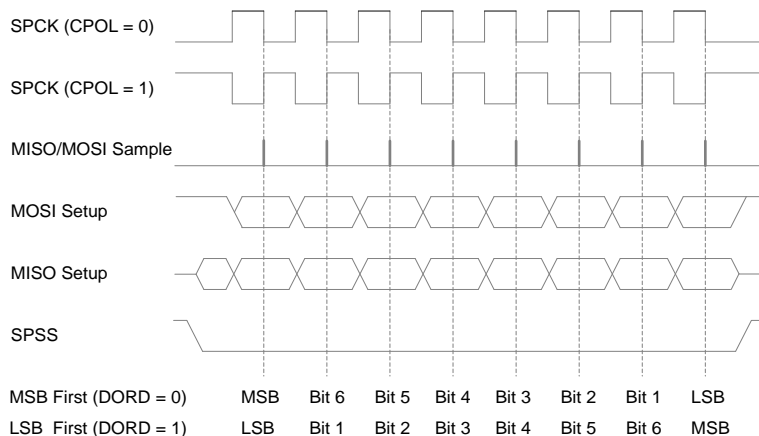 SPCK (CPOL = 0)
SPCK (CPOL = 1)
MISO/MOSI Sample
MOSI Setup
MISO Setup
SPSS
MSB First (DORD = 0) MSB Bit 6 Bit 5 Bit 4 Bit 3 Bit 2 Bit 1 LSB
LSB First (DORD = 1) LSB Bit 1 Bit 2 Bit 3 Bit 4 Bit 5 Bit 6 MSB